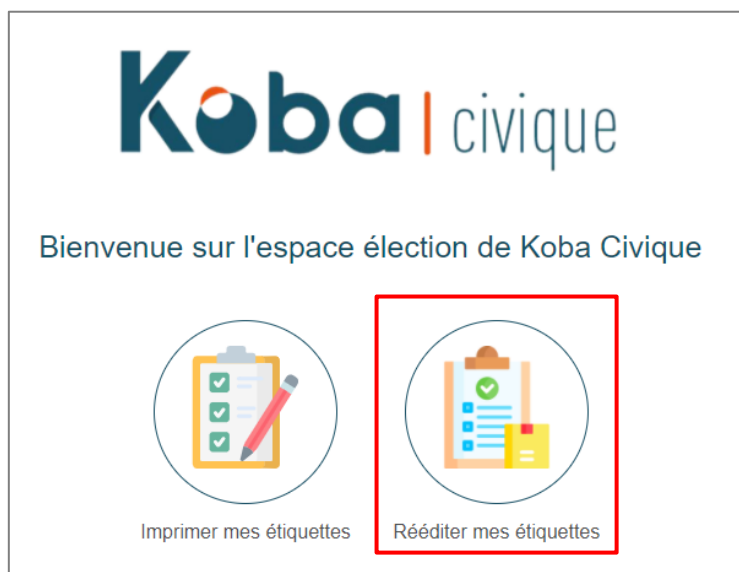 Koba | civique
Bienvenue sur l'espace élection de Koba Civique
Imprimer mes étiquettes
Rééditer mes étiquettes